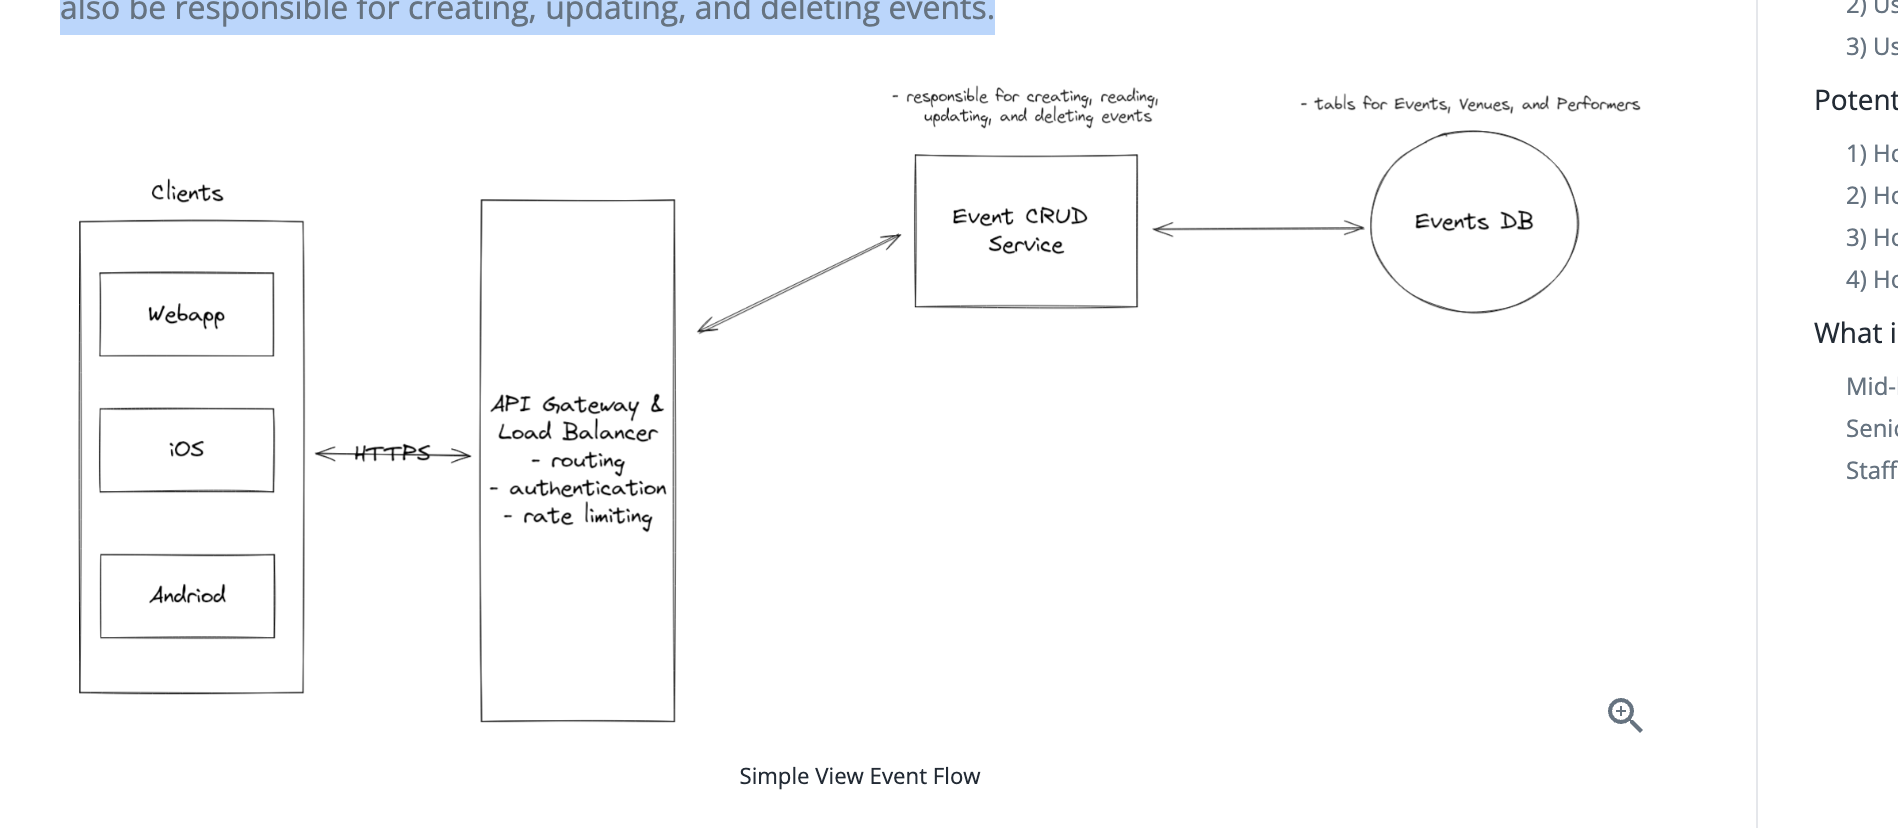 also be responsible for creating, updating, and deleting events.
- responsible for creating, reading,
updating, and deleting events
- tabls for Events, Venues, and Performers
Clients
Webapp
iOS
Andriod
HTTPS
API Gateway &
Load Balancer
- routing
- authentication
- rate limiting
Event CRUD
Service
Events DB
Simple View Event Flow
2) Us
3) Us
Potent
1) Ho
2) Ho
3) Ho
4) Ho
What i
Mid-
Senio
Staff